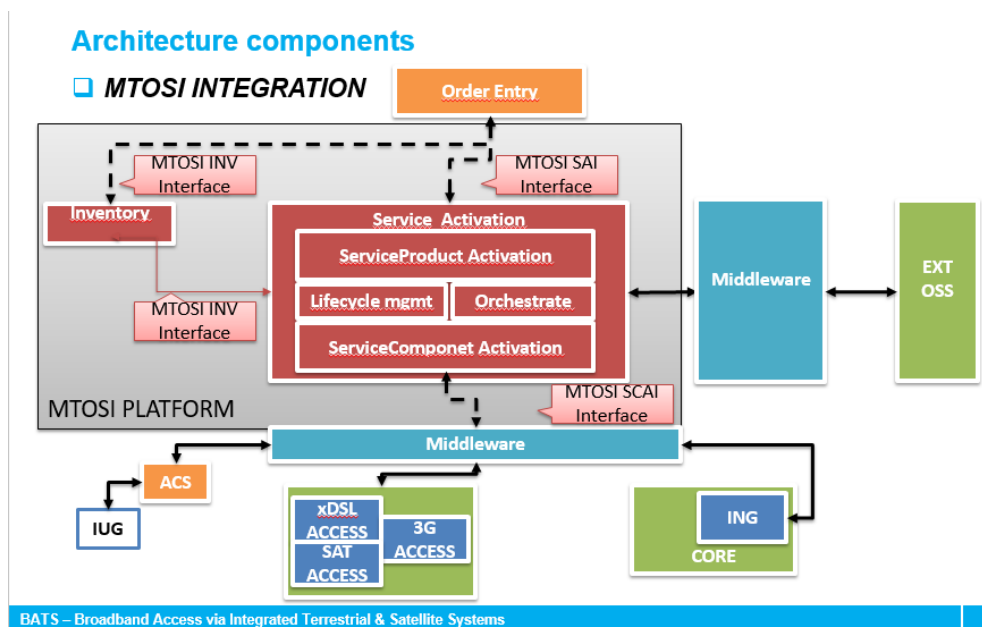 Architecture components
MTOSI INTEGRATION
Order Entry
MTOSI INV
Interface
MTOSI SAI
Interface
Inventory
Service Activation
ServiceProduct Activation
Lifecycle mgmt
Orchestrate
ServiceComponet Activation
Middleware
EXT
OSS
MTOSI INV
Interface
MTOSI PLATFORM
MTOSI SCAI
Interface
Middleware
ACS
IUG
xDSL
ACCESS
3G
ACCESS
SAT
ACCESS
ING
CORE
BATS – Broadband Access via Integrated Terrestrial & Satellite Systems